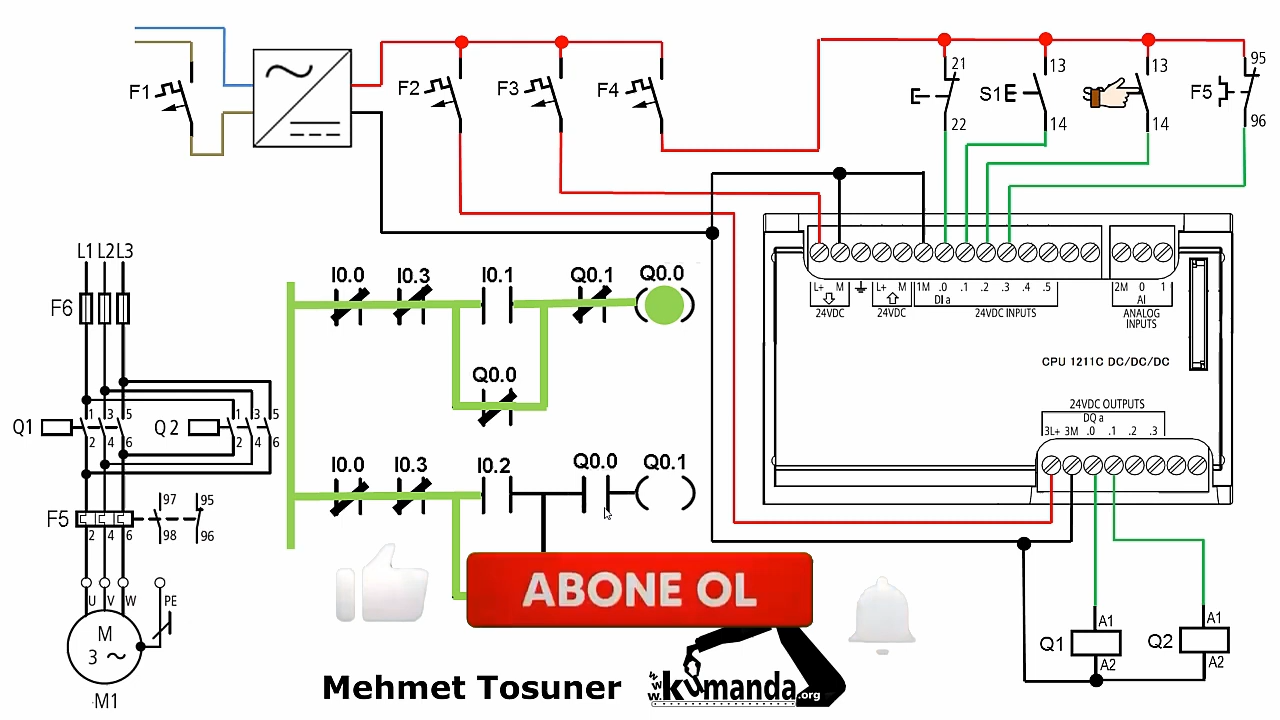 F1
F2
F3
F4
21
22
S1
13
14
13
14
F5
95
96
L1 L2 L3
F6
Q1
1 3 5
2 4 6
Q2
1 3 5
2 4 6
F5
2 4 6
97
98
95
96
U V W
PE
M
3
M1
I0.0 I0.3 I0.1 Q0.1 Q0.0
Q0.0
I0.0 I0.3 I0.2 Q0.0 Q0.1
L+ M L+ M 1M .0 .1 .2 .3 .4 .5 2M 0 1
24VDC 24VDC DI a 24VDC INPUTS
AI
ANALOG
INPUTS
CPU 1211C DC/DC/DC
24VDC OUTPUTS
DQ a
3L+ 3M .0 .1 .2 .3
Q1
A1
A2
Q2
A1
A2
ABONE OL
Mehmet Tosuner
www.kumanda.org